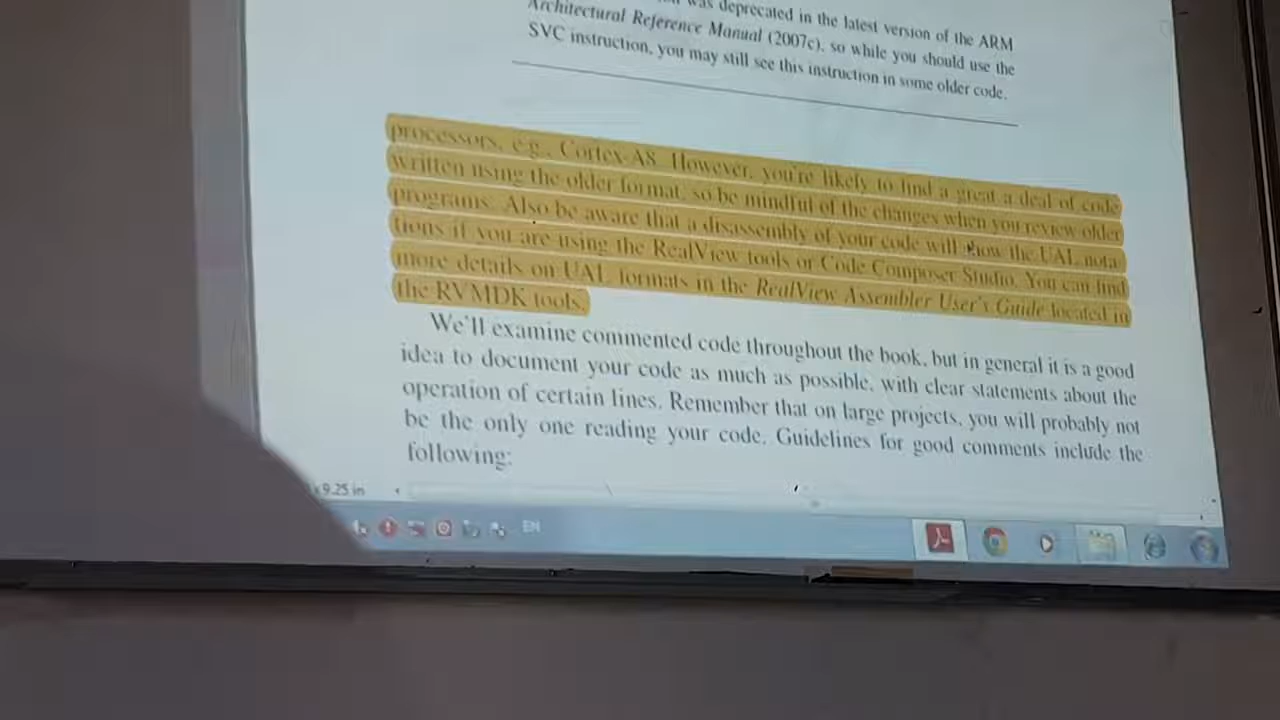 was deprecated in the latest version of the ARM
Architectural Reference Manual (2007c), so while you should use the
SVC instruction, you may still see this instruction in some older code.
processors, e.g., Cortex-A8. However, you're likely to find a great a deal of code
written using the older format, so be mindful of the changes when you review older
programs. Also be aware that a disassembly of your code will show the UAL nota
tions if you are using the RealView tools or Code Composer Studio. You can find
more details on UAL formats in the RealView Assembler User's Guide located in
the RVMDK tools.
We'll examine commented code throughout the book, but in general it is a good
idea to document your code as much as possible, with clear statements about the
operation of certain lines. Remember that on large projects, you will probably not
be the only one reading your code. Guidelines for good comments include the
following:
9.25 in
EN